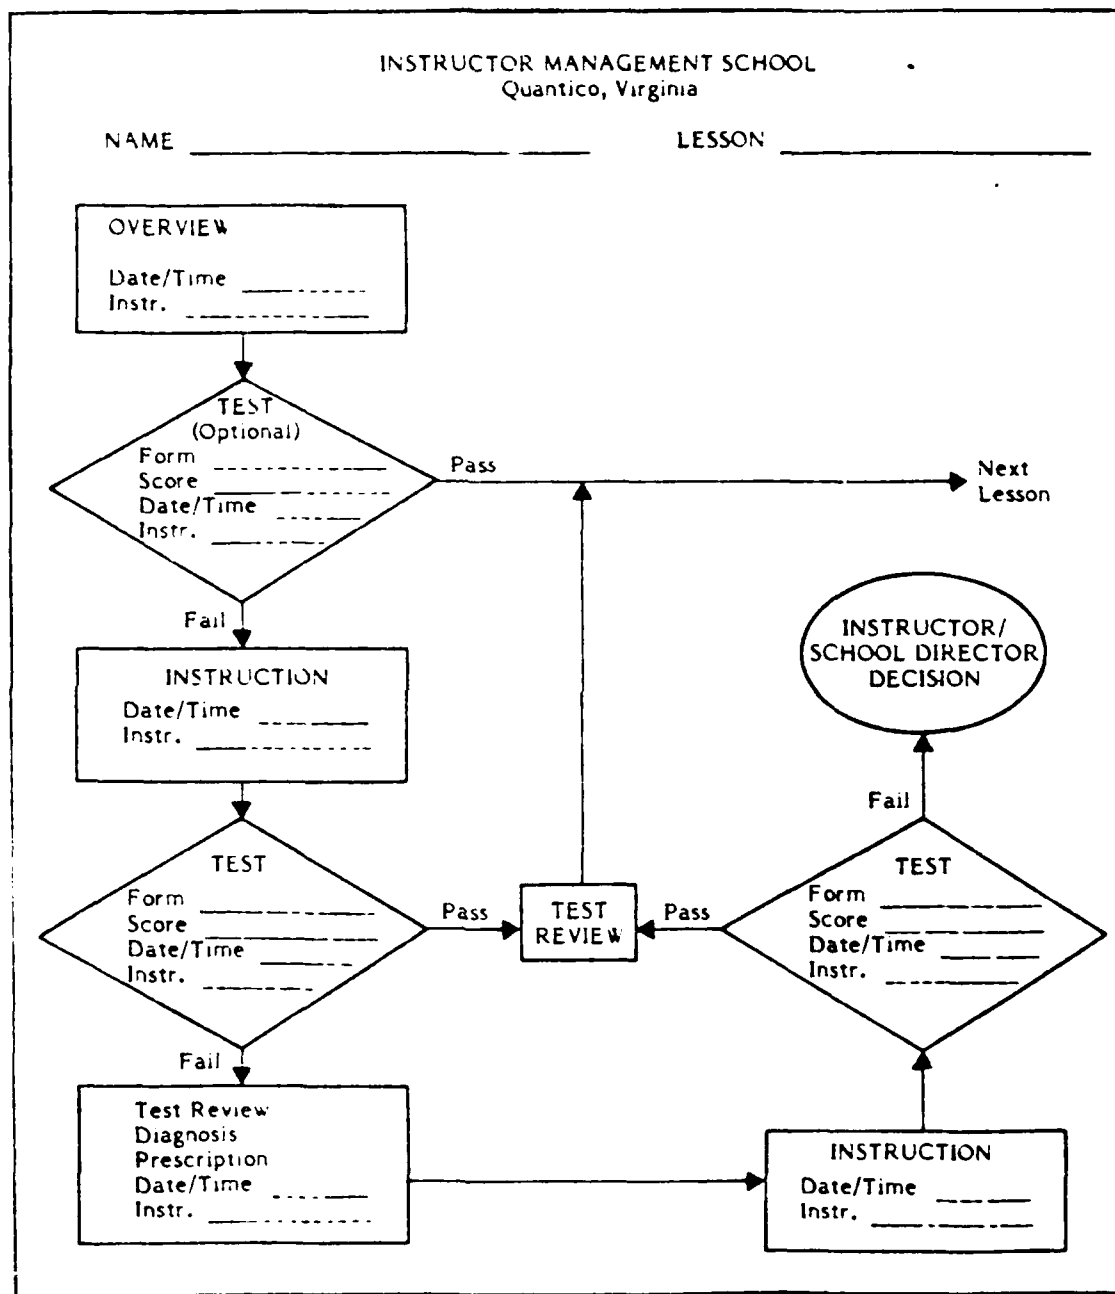 INSTRUCTOR MANAGEMENT SCHOOL
Quantico, Virginia
NAME
LESSON
OVERVIEW
Date/Time
Instr.
TEST
(Optional)
Form
Score
Date/Time
Instr.
Pass
Next
Lesson
Fail
INSTRUCTION
Date/Time
Instr.
TEST
Form
Score
Date/Time
Instr.
Pass
TEST
REVIEW
Fail
Test Review
Diagnosis
Prescription
Date/Time
Instr.
INSTRUCTION
Date/Time
Instr.
TEST
Form
Score
Date/Time
Instr.
Pass
Fail
INSTRUCTOR/
SCHOOL DIRECTOR
DECISION